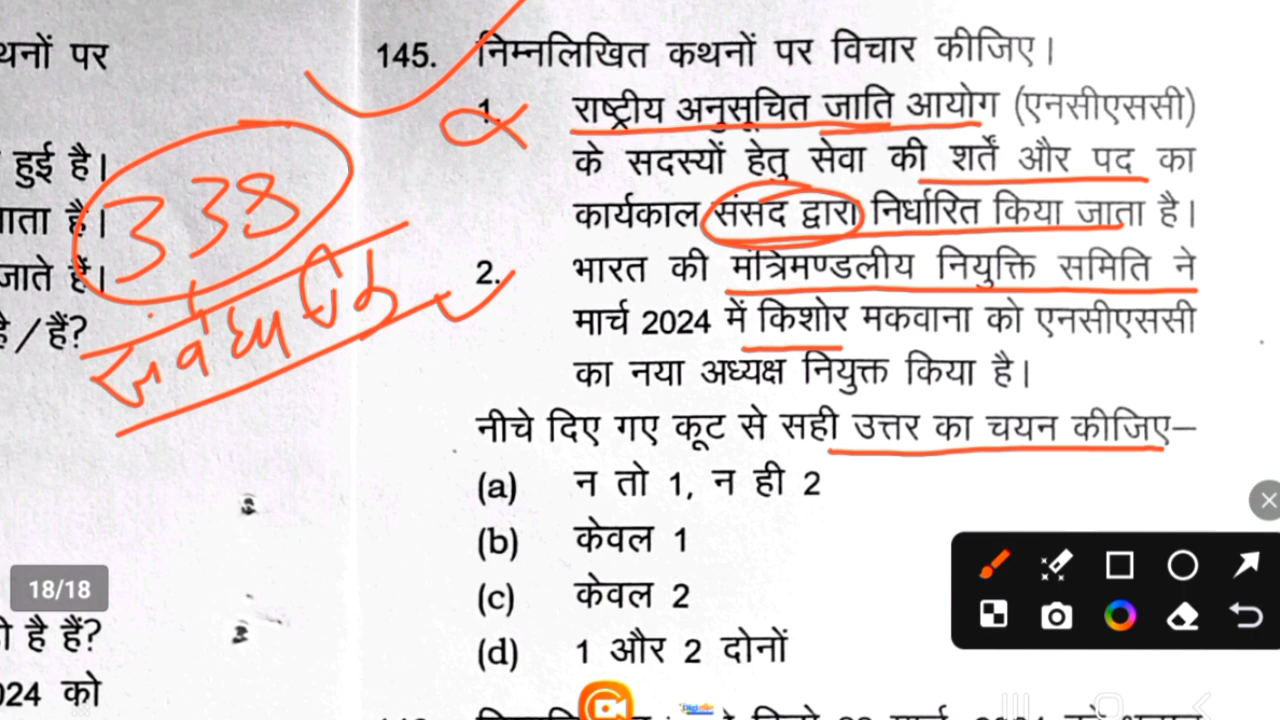 थनों पर
हुई है।
ाता है।
जाते हैं।
है / हैं?
338
18/18
ो है हैं?
024 को
145. निम्नलिखित कथनों पर विचार कीजिए।
1. राष्ट्रीय अनुसूचित जाति आयोग (एनसीएससी)
के सदस्यों हेतु सेवा की शर्तें और पद का
कार्यकाल संसद द्वारा निर्धारित किया जाता है।
2. भारत की मंत्रिमण्डलीय नियुक्ति समिति ने
मार्च 2024 में किशोर मकवाना को एनसीएससी
का नया अध्यक्ष नियुक्त किया है।
नीचे दिए गए कूट से सही उत्तर का चयन कीजिए–
(a) न तो 1, न ही 2
(b) केवल 1
(c) केवल 2
(d) 1 और 2 दोनों